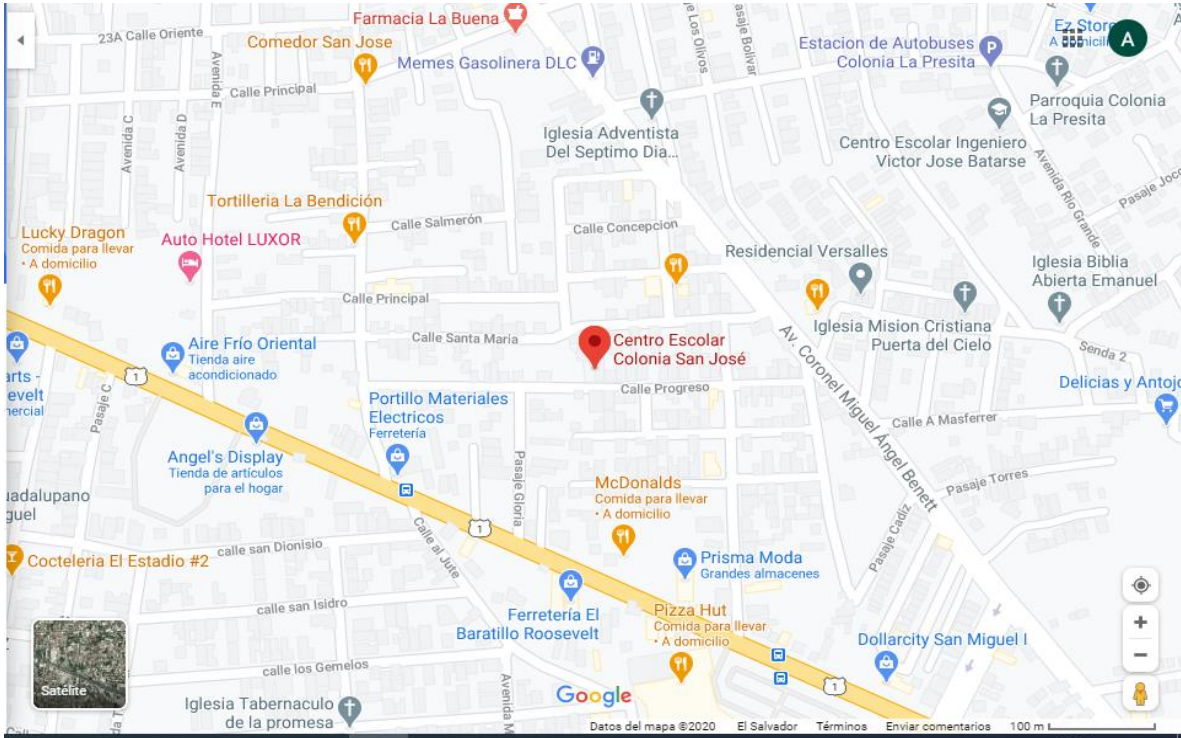 Farmacia La Buena
23A Calle Oriente
Comedor San Jose
Memes Gasolinera DLC
Avenida E
Calle Principal
Avenida C
Avenida D
Los Olivos
Pasaje Bolivar
Estacion de Autobuses
Colonia La Presita
Ez Store
A
Parroquia Colonia
La Presita
Iglesia Adventista
Del Septimo Dia...
Centro Escolar Ingeniero
Victor Jose Batarse
Avenida Rio Grande
Tortilleria La Bendición
Calle Salmerón
Calle Concepcion
Lucky Dragon
Comida para llevar
• A domicilio
Auto Hotel LUXOR
Residencial Versalles
Iglesia Biblia
Abierta Emanuel
Calle Principal
Calle Santa Maria
Centro Escolar
Colonia San José
Iglesia Mision Cristiana
Puerta del Cielo
Senda 2
Aire Frío Oriental
Tienda aire
acondicionado
1
Pasaje C
Av. Coronel Miguel Ángel Benett
Calle Progreso
Delicias y Antojo
Calle A Masferrer
Portillo Materiales
Electricos
Ferretería
Angel's Display
Tienda de artículos
para el hogar
Pasaje Gloria
McDonalds
Comida para llevar
• A domicilio
Pasaje Torres
Pasaje Cadiz
1
Calle al Jute
calle san Dionisio
Cocteleria El Estadio #2
Prisma Moda
Grandes almacenes
calle san Isidro
Ferretería El
Baratillo Roosevelt
Pizza Hut
Comida para llevar
• A domicilio
Dollarcity San Miguel I
calle los Gemelos
1
Satélite
Iglesia Tabernaculo
de la promesa
Avenida M
Google
Datos del mapa ©2020 El Salvador Términos Enviar comentarios 100 m